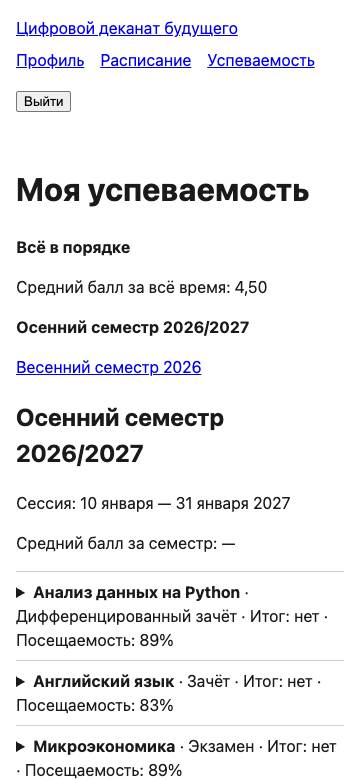 Цифровой деканат будущего
Профиль Расписание Успеваемость
Выйти
Моя успеваемость
Всё в порядке
Средний балл за всё время: 4,50
Осенний семестр 2026/2027
Весенний семестр 2026
Осенний семестр
2026/2027
Сессия: 10 января — 31 января 2027
Средний балл за семестр: —
Анализ данных на Python ·
Дифференцированный зачёт · Итог: нет ·
Посещаемость: 89%
Английский язык · Зачёт · Итог: нет ·
Посещаемость: 83%
Микроэкономика · Экзамен · Итог: нет
· Посещаемость: 89%